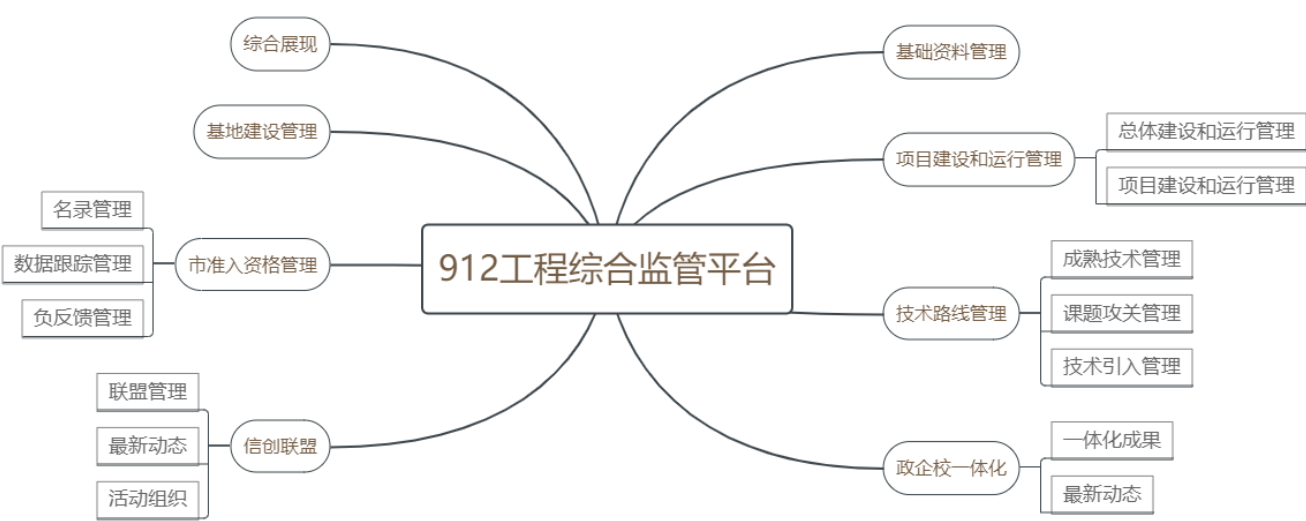 综合展现
基地建设管理
名录管理
数据跟踪管理
负反馈管理
市准入资格管理
联盟管理
最新动态
活动组织
信创联盟
912工程综合监管平台
基础资料管理
项目建设和运行管理
总体建设和运行管理
项目建设和运行管理
技术路线管理
成熟技术管理
课题攻关管理
技术引入管理
政企校一体化
一体化成果
最新动态